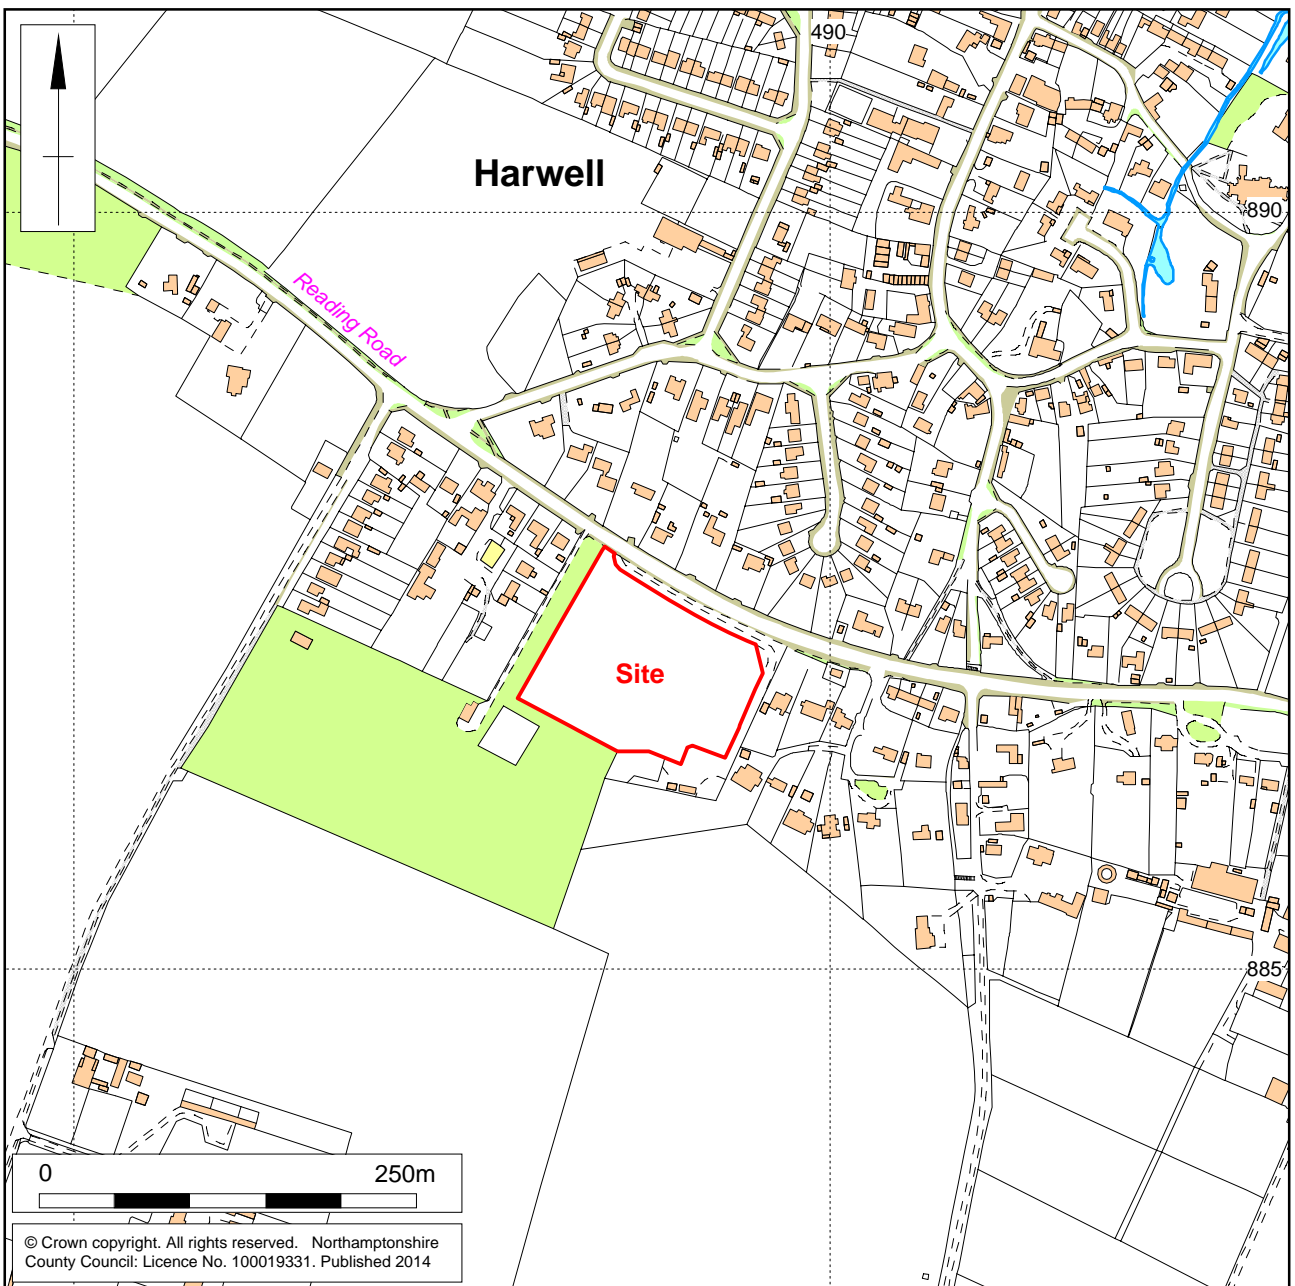 490
Harwell
890
Reading Road
Site
885
0 250m
© Crown copyright. All rights reserved. Northamptonshire
County Council: Licence No. 100019331. Published 2014